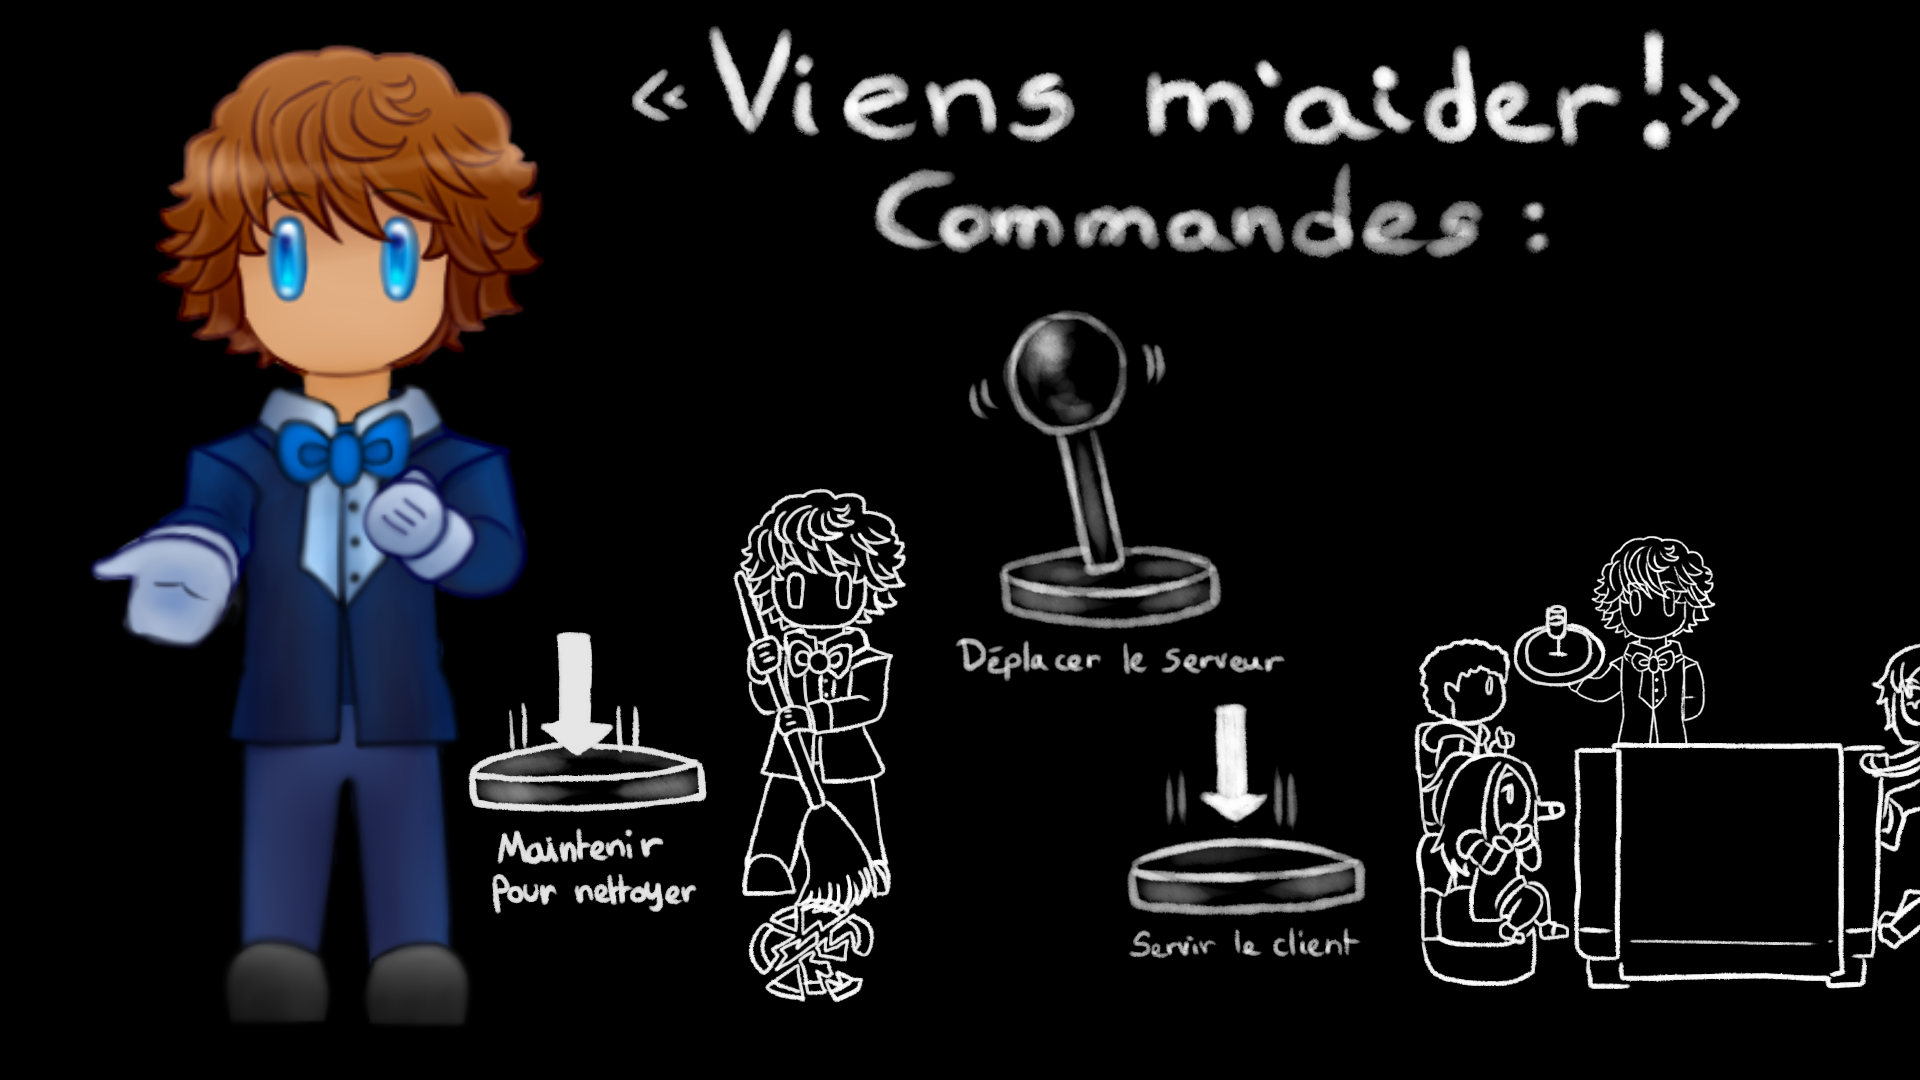 « Viens m'aider! »
Commandes :
Déplacer le serveur
Maintenir
Pour nettoyer
Servir le client